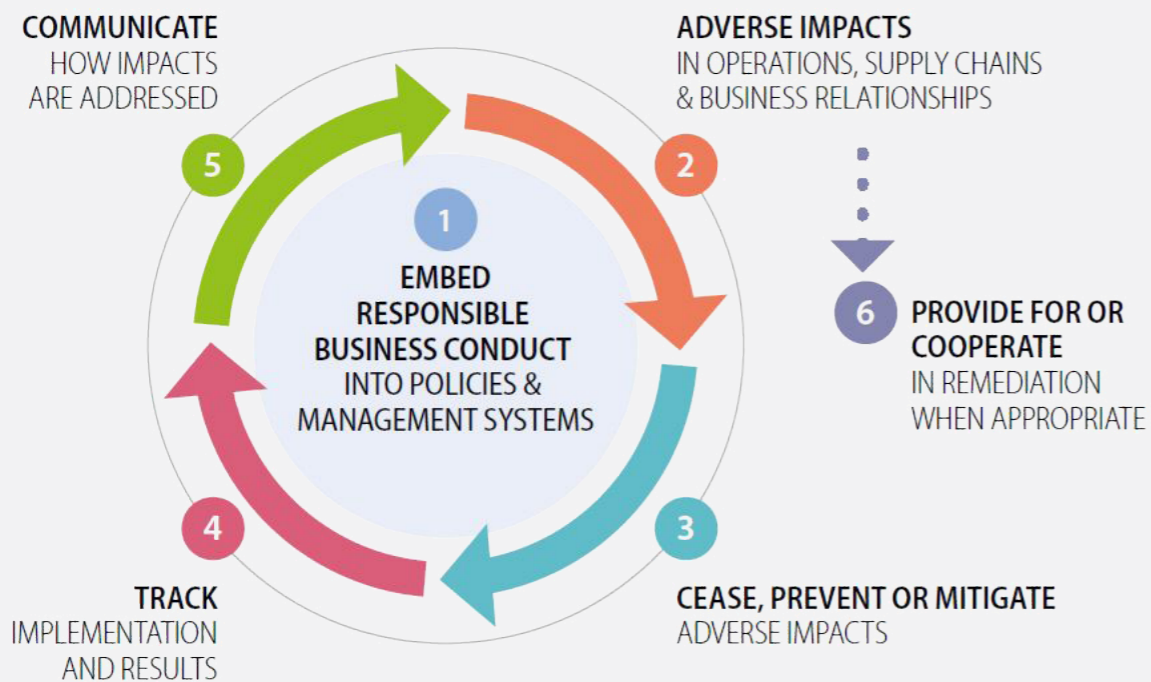 COMMUNICATE
HOW IMPACTS
ARE ADDRESSED
5
ADVERSE IMPACTS
IN OPERATIONS, SUPPLY CHAINS
& BUSINESS RELATIONSHIPS
2
1
EMBED
RESPONSIBLE
BUSINESS CONDUCT
INTO POLICIES &
MANAGEMENT SYSTEMS
6
PROVIDE FOR OR
COOPERATE
IN REMEDIATION
WHEN APPROPRIATE
4
TRACK
IMPLEMENTATION
AND RESULTS
3
CEASE, PREVENT OR MITIGATE
ADVERSE IMPACTS